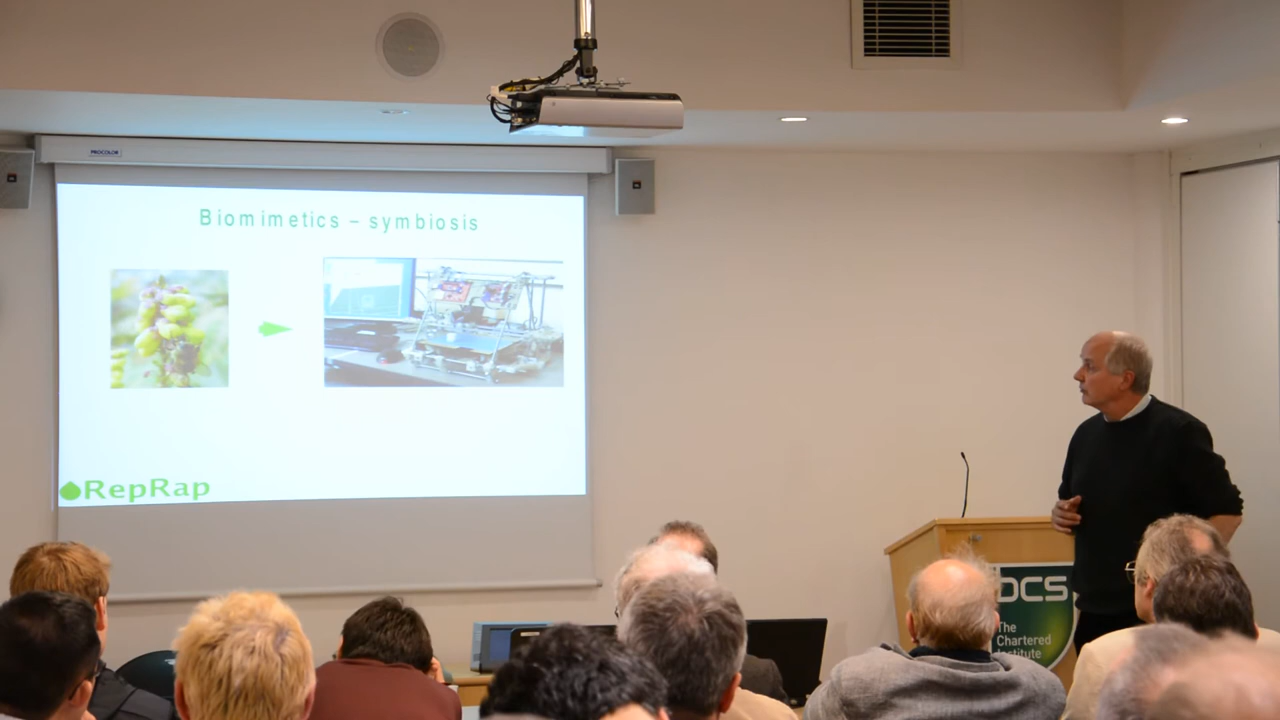 PROCOLOR
Biomimetics – symbiosis
RepRap
bcs
The
Chartered
Institute